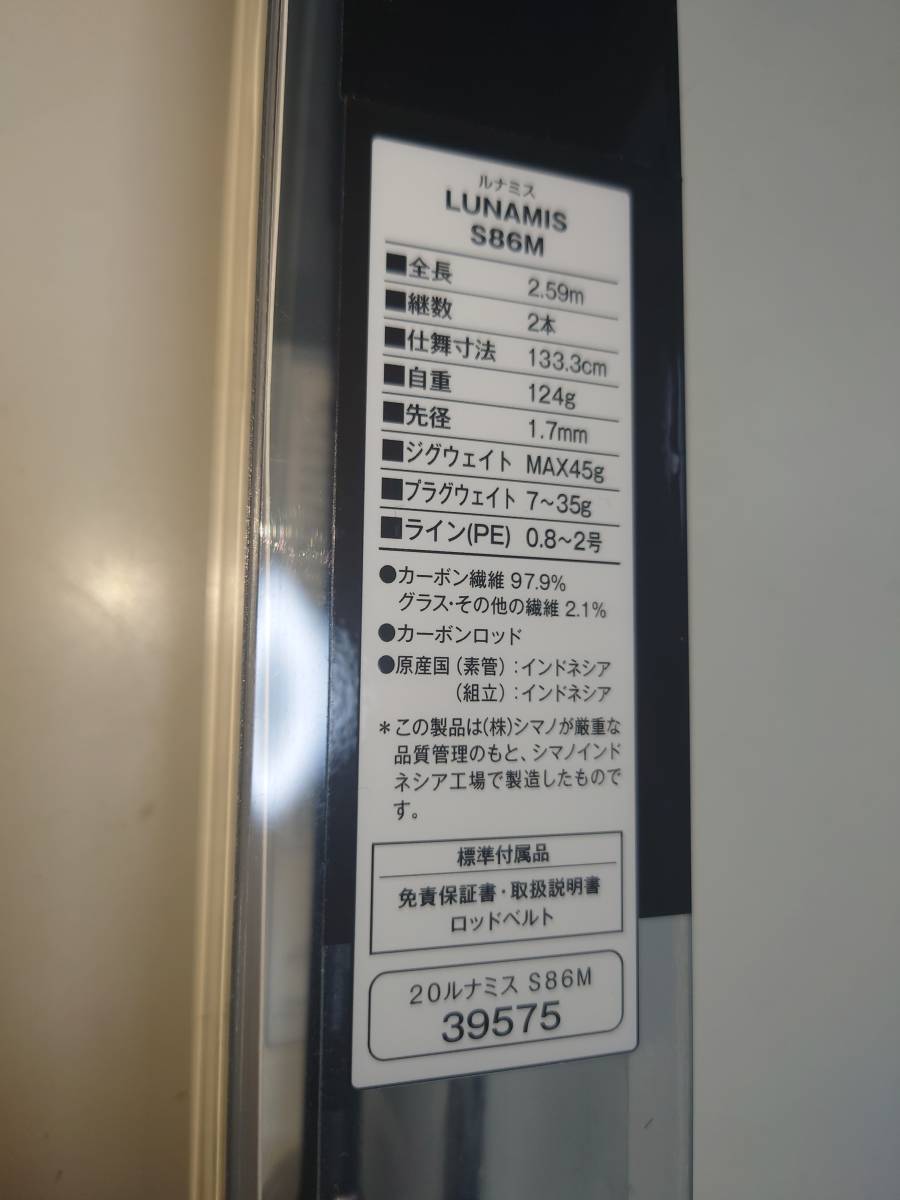 ルナミス
LUNAMIS
S86M
■全長 2.59m
■継数 2本
■仕舞寸法 133.3cm
■自重 124g
■先径 1.7mm
■ジグウェイト MAX45g
■プラグウェイト 7~35g
■ライン(PE) 0.8~2号
●カーボン繊維 97.9%
グラス・その他の繊維 2.1%
●カーボンロッド
●原産国(素管):インドネシア
(組立):インドネシア
*この製品は(株)シマノが厳重な
品質管理のもと、シマノインド
ネシア工場で製造したもので
す。
標準付属品
免責保証書・取扱説明書
ロッドベルト
20ルナミス S86M
39575